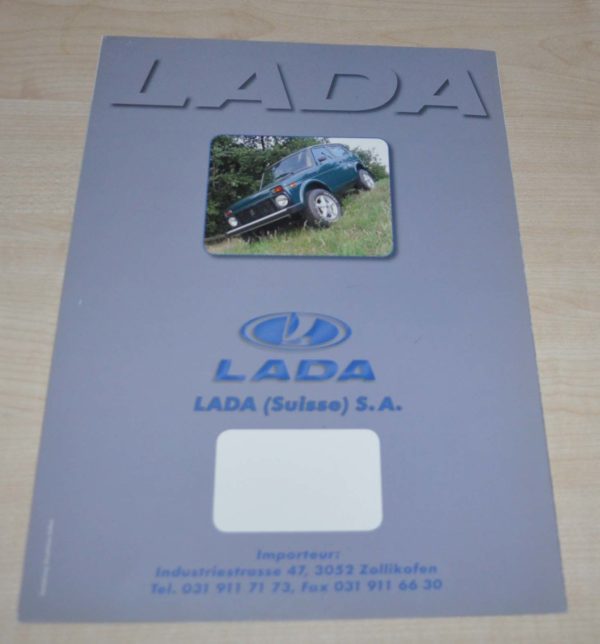 LADA
LADA
LADA (Suisse) S.A.
Importeur:
Industriestrasse 47, 3052 Zollikofen
Tel. 031 911 71 73, Fax 031 911 66 30